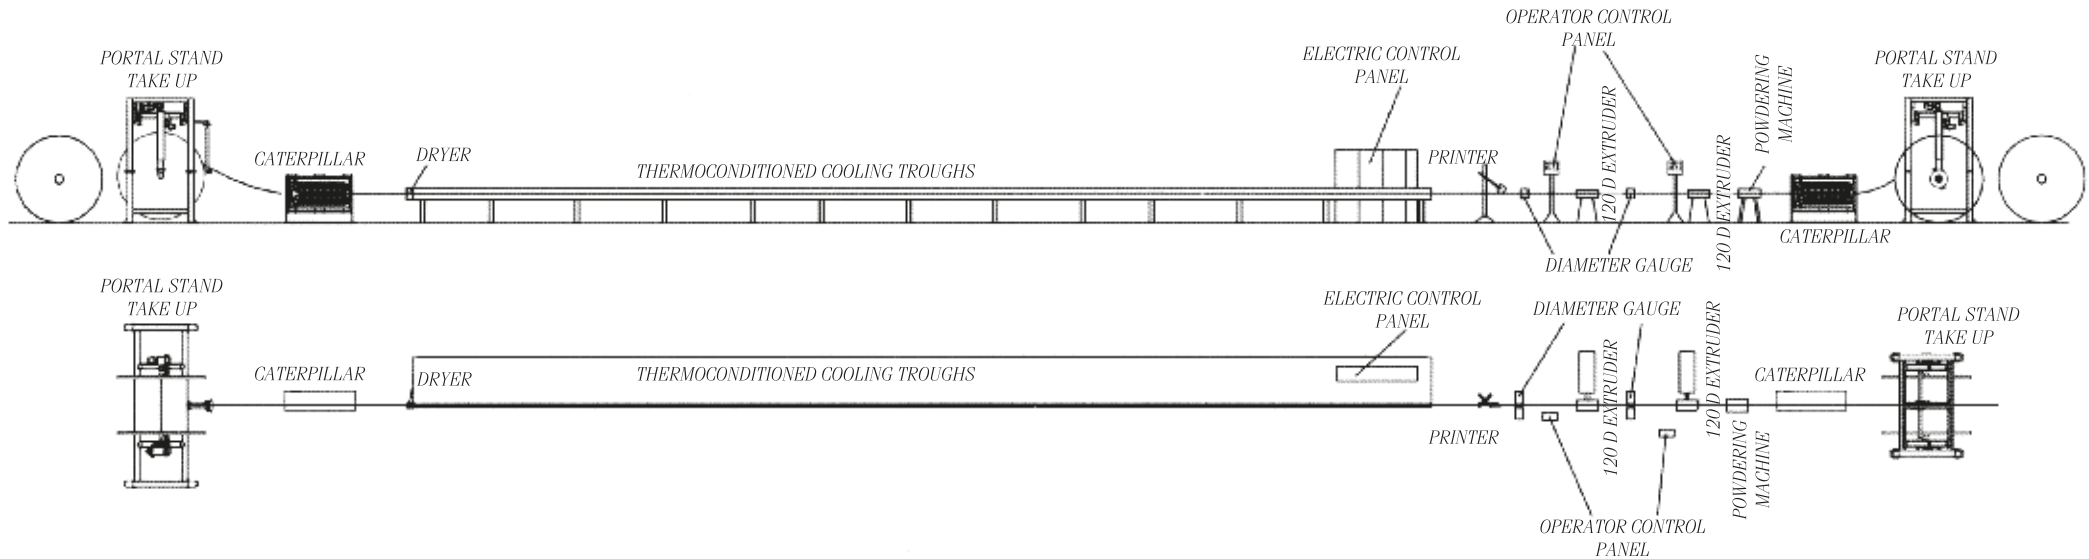 OPERATOR CONTROL
PANEL
PORTAL STAND
TAKE UP
ELECTRIC CONTROL
PANEL
PORTAL STAND
TAKE UP
POWDERING
MACHINE
120 D EXTRUDER
120 D EXTRUDER
CATERPILLAR
DRYER
THERMOCONDITIONED COOLING TROUGHS
PRINTER
CATERPILLAR
DIAMETER GAUGE
PORTAL STAND
TAKE UP
ELECTRIC CONTROL
PANEL
DIAMETER GAUGE
PORTAL STAND
TAKE UP
120 D EXTRUDER
120 D EXTRUDER
CATERPILLAR
DRYER
THERMOCONDITIONED COOLING TROUGHS
CATERPILLAR
PRINTER
POWDERING
MACHINE
OPERATOR CONTROL
PANEL